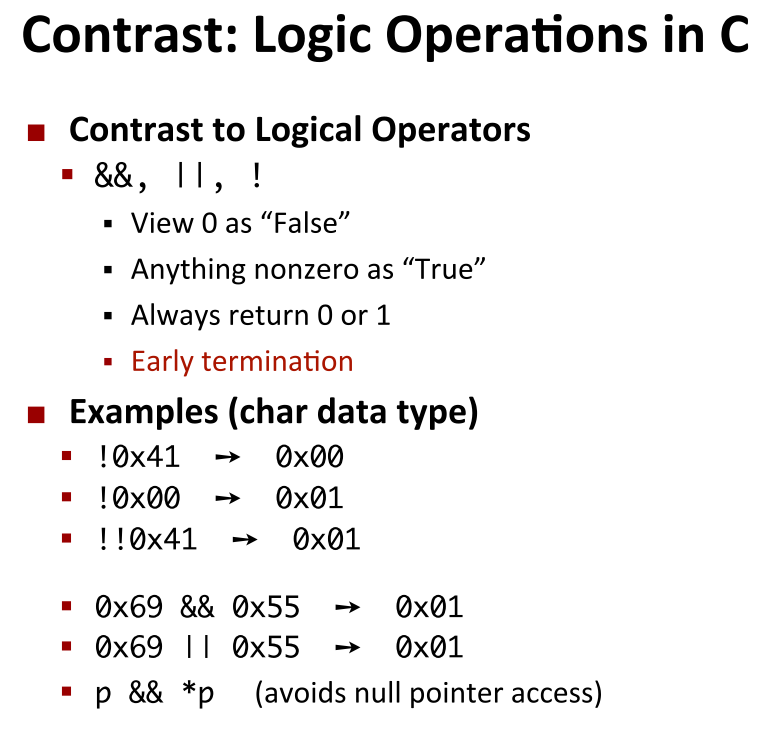 Contrast: Logic Operations in C
■ Contrast to Logical Operators
▪ &&, ||, !
▪ View 0 as “False”
▪ Anything nonzero as “True”
▪ Always return 0 or 1
▪ Early termination
■ Examples (char data type)
▪ !0x41 → 0x00
▪ !0x00 → 0x01
▪ !!0x41 → 0x01
▪ 0x69 && 0x55 → 0x01
▪ 0x69 || 0x55 → 0x01
▪ p && *p (avoids null pointer access)